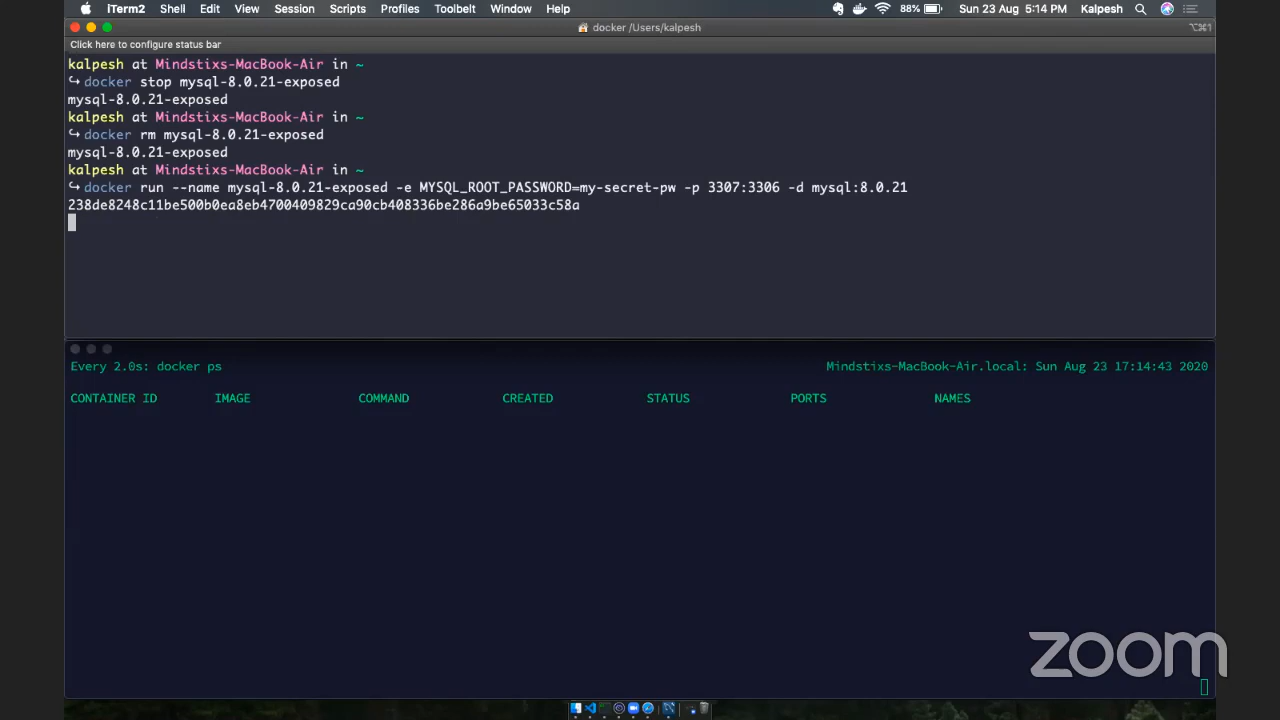 iTerm2 Shell Edit View Session Scripts Profiles Toolbelt Window Help 88% Sun 23 Aug 5:14 PM Kalpesh
docker /Users/kalpesh ⌥⌘1
Click here to configure status bar
kalpesh at Mindstixs-MacBook-Air in ~
↪ docker stop mysql-8.0.21-exposed
mysql-8.0.21-exposed
kalpesh at Mindstixs-MacBook-Air in ~
↪ docker rm mysql-8.0.21-exposed
mysql-8.0.21-exposed
kalpesh at Mindstixs-MacBook-Air in ~
↪ docker run --name mysql-8.0.21-exposed -e MYSQL_ROOT_PASSWORD=my-secret-pw -p 3307:3306 -d mysql:8.0.21
238de8248c11be500b0ea8eb4700409829ca90cb408336be286a9be65033c58a
Every 2.0s: docker ps Mindstixs-MacBook-Air.local: Sun Aug 23 17:14:43 2020
CONTAINER ID IMAGE COMMAND CREATED STATUS PORTS NAMES
zoom